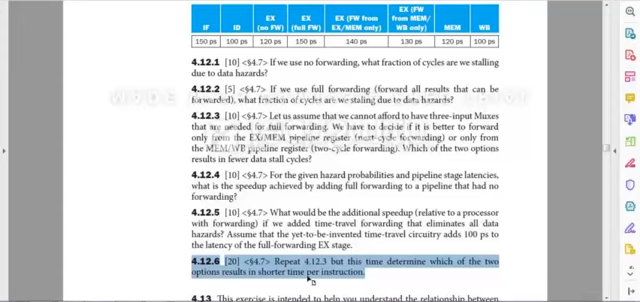 IF ID EX (no FW) EX (full FW) EX (FW from EX/MEM only) EX (FW from MEM/WB only) MEM WB
150 ps 100 ps 120 ps 150 ps 140 ps 130 ps 120 ps 100 ps
4.12.1 [10] <§4.7> If we use no forwarding, what fraction of cycles are we stalling
due to data hazards?
4.12.2 [5] <§4.7> If we use full forwarding (forward all results that can be
forwarded), what fraction of cycles are we staling due to data hazards?
4.12.3 [10] <§4.7> Let us assume that we cannot afford to have three-input Muxes
that are needed for full forwarding. We have to decide if it is better to forward
only from the EX/MEM pipeline register (next-cycle forwarding) or only from
the MEM/WB pipeline register (two-cycle forwarding). Which of the two options
results in fewer data stall cycles?
4.12.4 [10] <§4.7> For the given hazard probabilities and pipeline stage latencies,
what is the speedup achieved by adding full forwarding to a pipeline that had no
forwarding?
4.12.5 [10] <§4.7> What would be the additional speedup (relative to a processor
with forwarding) if we added time-travel forwarding that eliminates all data
hazards? Assume that the yet-to-be-invented time-travel circuitry adds 100 ps to
the latency of the full-forwarding EX stage.
4.12.6 [20] <§4.7> Repeat 4.12.3 but this time determine which of the two
options results in shorter time per instruction.
4.13 This exercise is intended to help you understand the relationship between